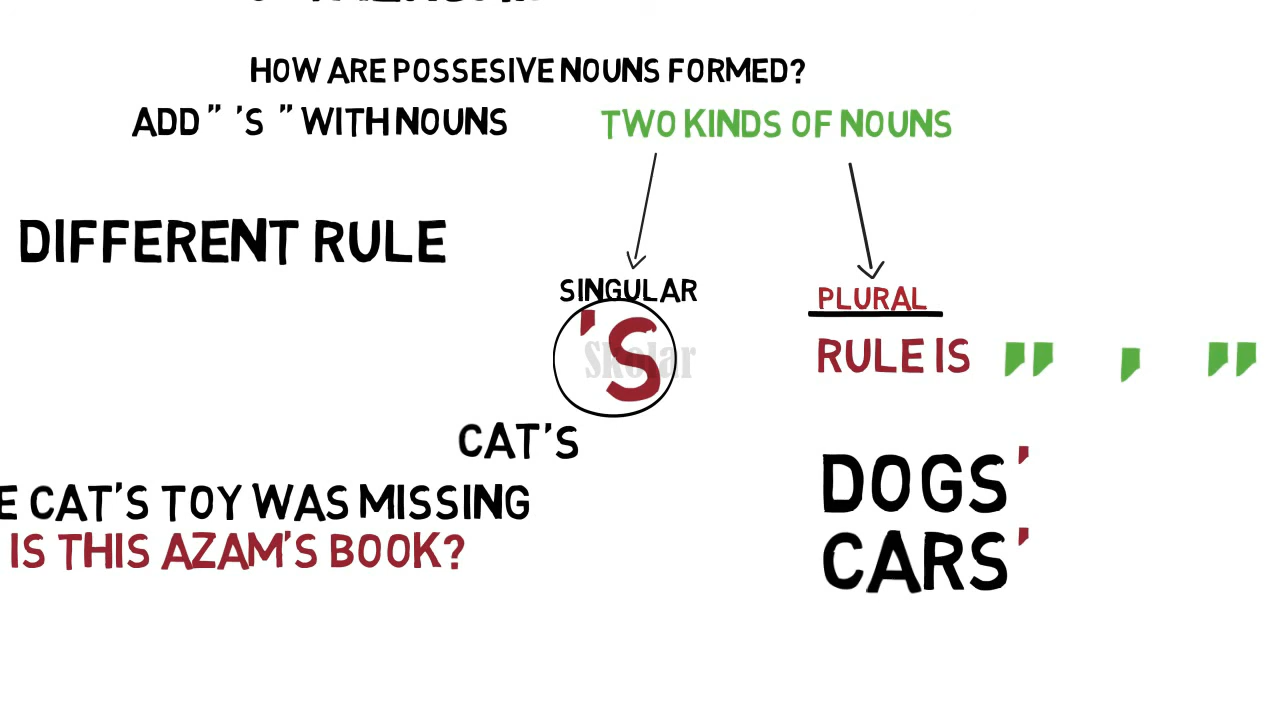 HOW ARE POSSESIVE NOUNS FORMED?
ADD " 'S " WITH NOUNS
TWO KINDS OF NOUNS
DIFFERENT RULE
SINGULAR
'S
Skolar
PLURAL
RULE IS " , "
CAT'S
E CAT'S TOY WAS MISSING
IS THIS AZAM'S BOOK?
DOGS'
CARS'